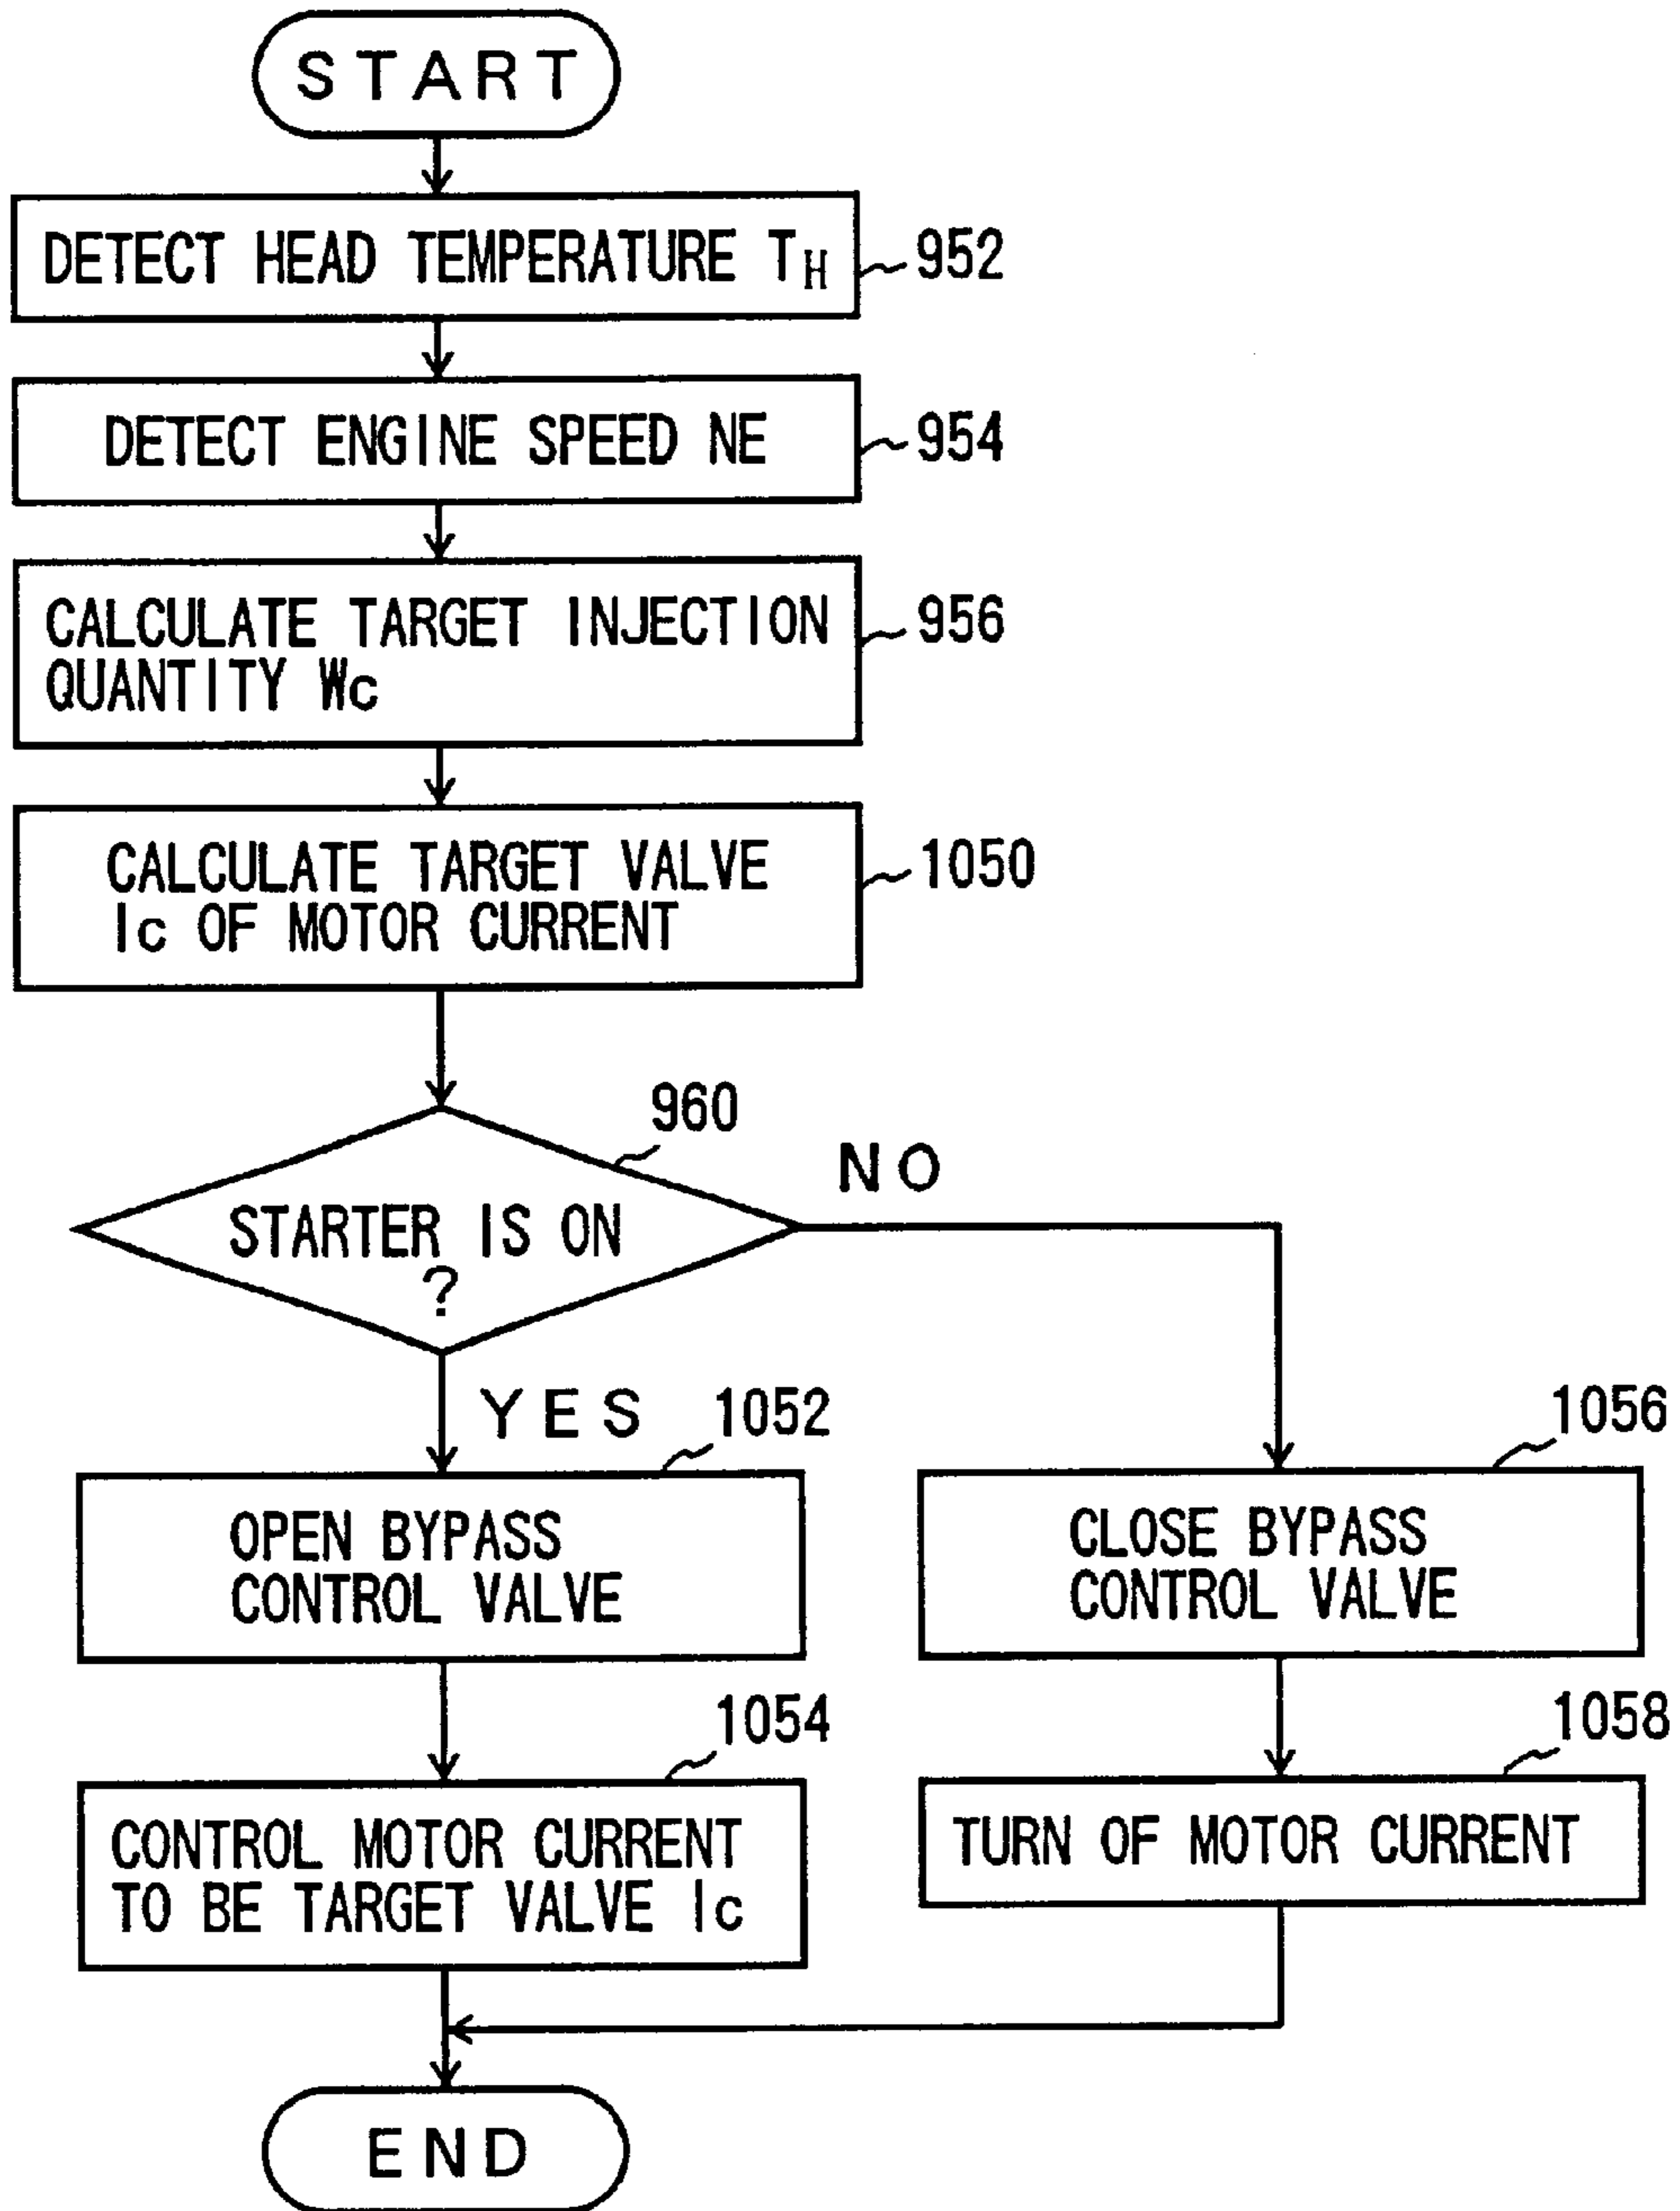 START
DETECT HEAD TEMPERATURE TH
952
DETECT ENGINE SPEED NE
954
CALCULATE TARGET INJECTION
QUANTITY Wc
956
CALCULATE TARGET VALVE
Ic OF MOTOR CURRENT
1050
960
STARTER IS ON
?
NO
YES
1052
OPEN BYPASS
CONTROL VALVE
1054
CONTROL MOTOR CURRENT
TO BE TARGET VALVE Ic
1056
CLOSE BYPASS
CONTROL VALVE
1058
TURN OF MOTOR CURRENT
END